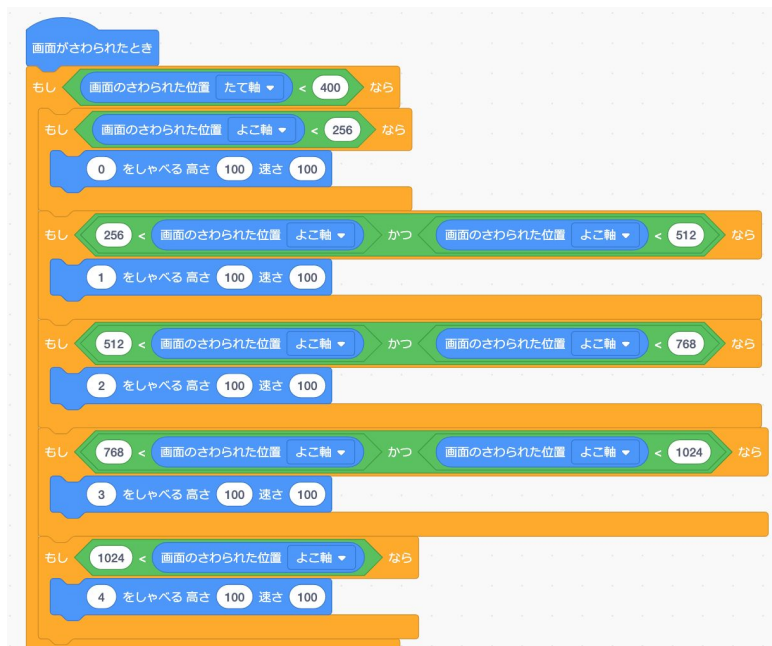 画面がさわられたとき
もし 画面のさわられた位置 たて軸 < 400 なら
もし 画面のさわられた位置 よこ軸 < 256 なら
0 をしゃべる 高さ 100 速さ 100
もし 256 < 画面のさわられた位置 よこ軸 かつ 画面のさわられた位置 よこ軸 < 512 なら
1 をしゃべる 高さ 100 速さ 100
もし 512 < 画面のさわられた位置 よこ軸 かつ 画面のさわられた位置 よこ軸 < 768 なら
2 をしゃべる 高さ 100 速さ 100
もし 768 < 画面のさわられた位置 よこ軸 かつ 画面のさわられた位置 よこ軸 < 1024 なら
3 をしゃべる 高さ 100 速さ 100
もし 1024 < 画面のさわられた位置 よこ軸 なら
4 をしゃべる 高さ 100 速さ 100